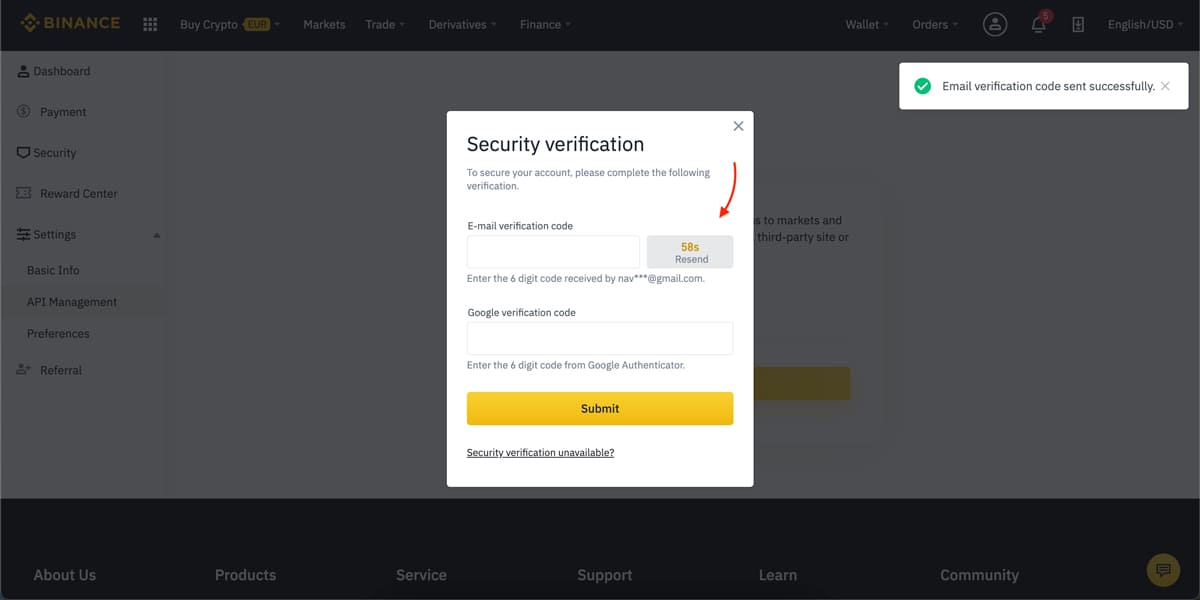 BINANCE
Buy Crypto EUR
Markets
Trade
Derivatives
Finance
Wallet
Orders
5
English/USD
Dashboard
Payment
Security
Reward Center
Settings
Basic Info
API Management
Preferences
Referral
Email verification code sent successfully.
Security verification
To secure your account, please complete the following
verification.
E-mail verification code
58s
Resend
Enter the 6 digit code received by nav***@gmail.com.
Google verification code
Enter the 6 digit code from Google Authenticator.
Submit
Security verification unavailable?
to markets and
third-party site or
About Us
Products
Service
Support
Learn
Community